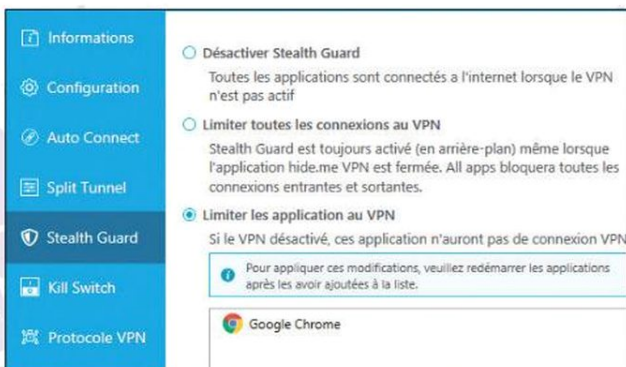 Informations
Configuration
Auto Connect
Split Tunnel
Stealth Guard
Kill Switch
Protocole VPN
Désactiver Stealth Guard
Toutes les applications sont connectés a l'internet lorsque le VPN
n'est pas actif
Limiter toutes les connexions au VPN
Stealth Guard est toujours activé (en arrière-plan) même lorsque
l'application hide.me VPN est fermée. All apps bloquera toutes les
connexions entrantes et sortantes.
Limiter les application au VPN
Si le VPN désactivé, ces application n'auront pas de connexion VPN
Pour appliquer ces modifications, veuillez redémarrer les applications
après les avoir ajoutées à la liste.
Google Chrome